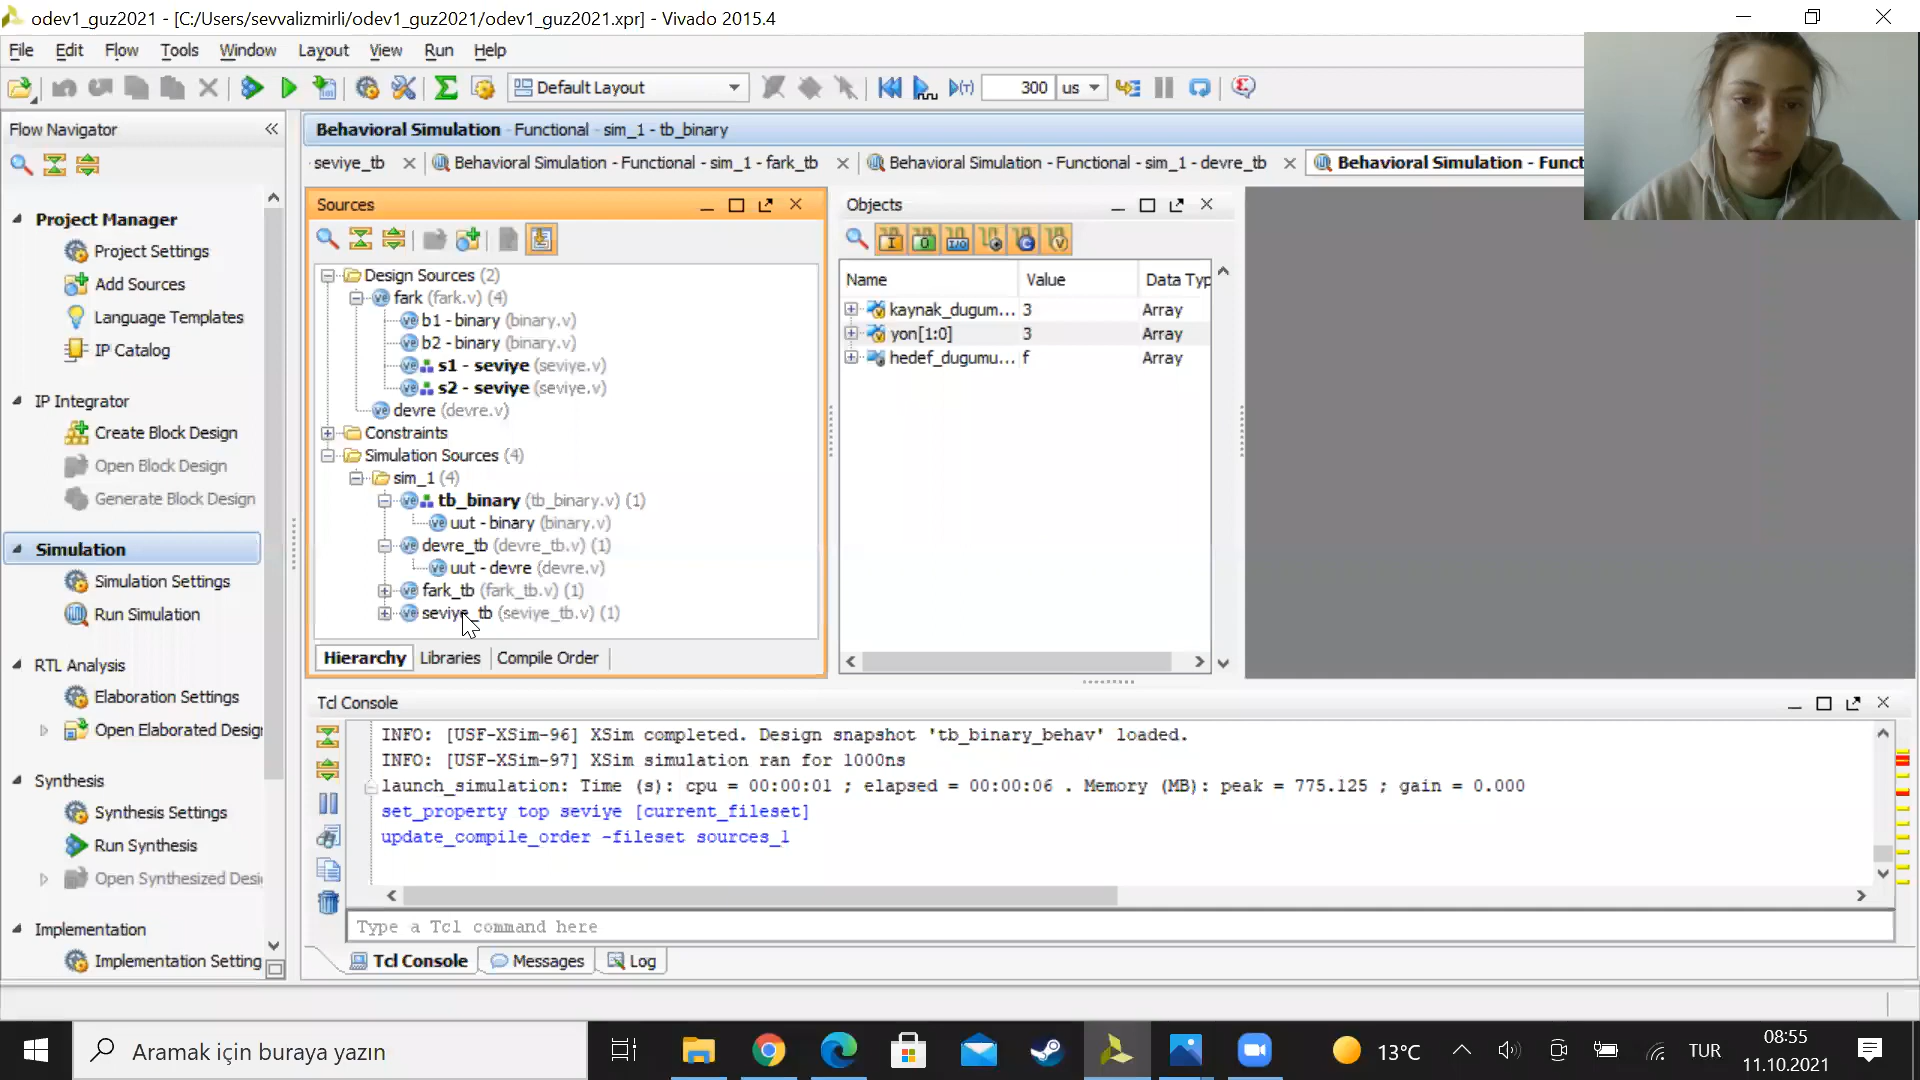 odev1_guz2021 - [C:/Users/sevvalizmirli/odev1_guz2021/odev1_guz2021.xpr] - Vivado 2015.4
File Edit Flow Tools Window Layout View Run Help
Default Layout
300 us
Flow Navigator
Project Manager
Project Settings
Add Sources
Language Templates
IP Catalog
IP Integrator
Create Block Design
Open Block Design
Generate Block Design
Simulation
Simulation Settings
Run Simulation
RTL Analysis
Elaboration Settings
Open Elaborated Desig
Synthesis
Synthesis Settings
Run Synthesis
Open Synthesized Desi
Implementation
Implementation Setting
Behavioral Simulation - Functional - sim_1 - tb_binary
seviye_tb
Behavioral Simulation - Functional - sim_1 - fark_tb
Behavioral Simulation - Functional - sim_1 - devre_tb
Behavioral Simulation - Funct
Sources
Design Sources (2)
fark (fark.v) (4)
b1 - binary (binary.v)
b2 - binary (binary.v)
s1 - seviye (seviye.v)
s2 - seviye (seviye.v)
devre (devre.v)
Constraints
Simulation Sources (4)
sim_1 (4)
tb_binary (tb_binary.v) (1)
uut - binary (binary.v)
devre_tb (devre_tb.v) (1)
uut - devre (devre.v)
fark_tb (fark_tb.v) (1)
seviye_tb (seviye_tb.v) (1)
Hierarchy Libraries Compile Order
Objects
Name Value Data Typ
kaynak_dugum... 3 Array
yon[1:0] 3 Array
hedef_dugumu... f Array
Tcl Console
INFO: [USF-XSim-96] XSim completed. Design snapshot 'tb_binary_behav' loaded.
INFO: [USF-XSim-97] XSim simulation ran for 1000ns
launch_simulation: Time (s): cpu = 00:00:01 ; elapsed = 00:00:06 . Memory (MB): peak = 775.125 ; gain = 0.000
set_property top seviye [current_fileset]
update_compile_order -fileset sources_1
Type a Tcl command here
Tcl Console Messages Log
Aramak için buraya yazın
13°C
TUR
08:55
11.10.2021